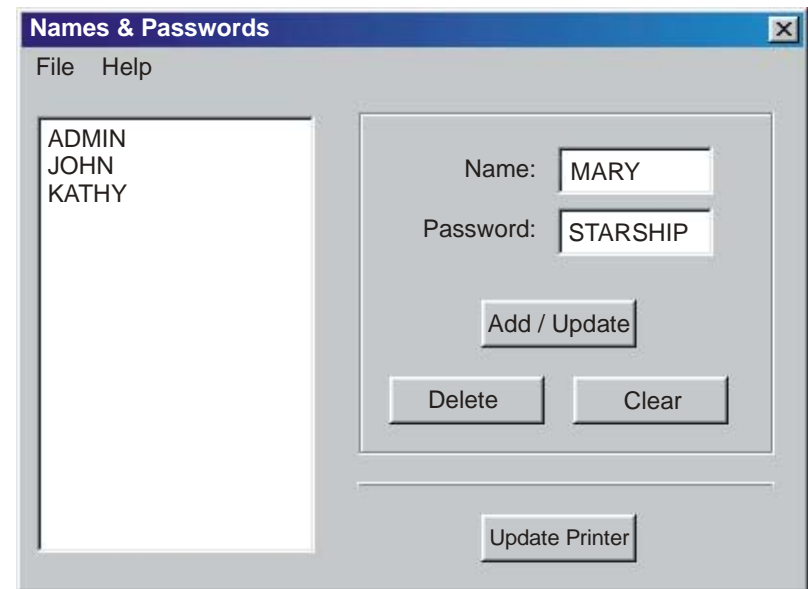 Names & Passwords
File Help
ADMIN
JOHN
KATHY
Name: MARY
Password: STARSHIP
Add / Update
Delete Clear
Update Printer